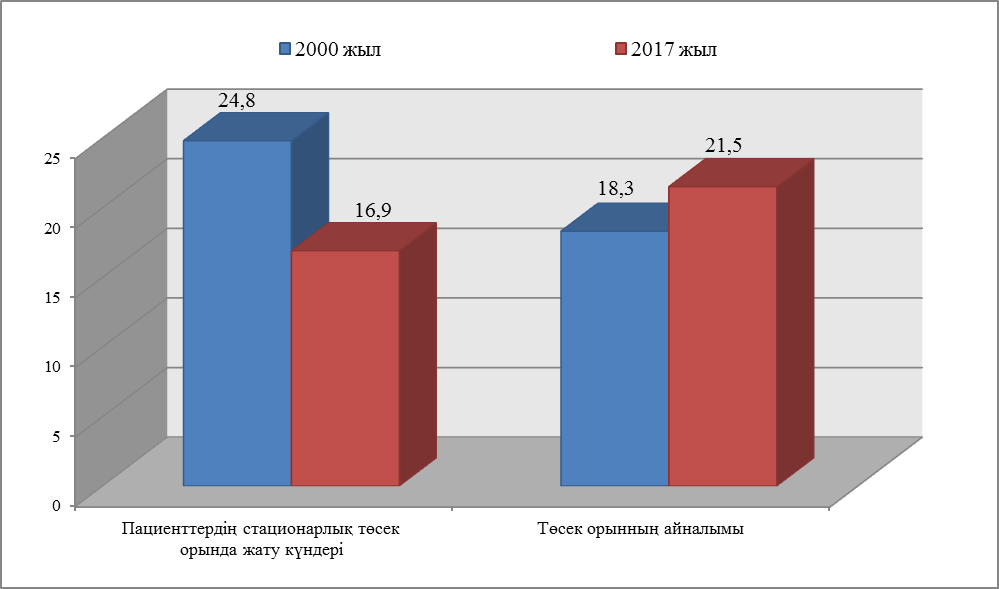 2000 жыл
2017 жыл
24,8
16,9
18,3
21,5
25
20
15
10
5
0
Пациенттердің стационарлық төсек
орында жату күндері
Төсек орынның айналымы